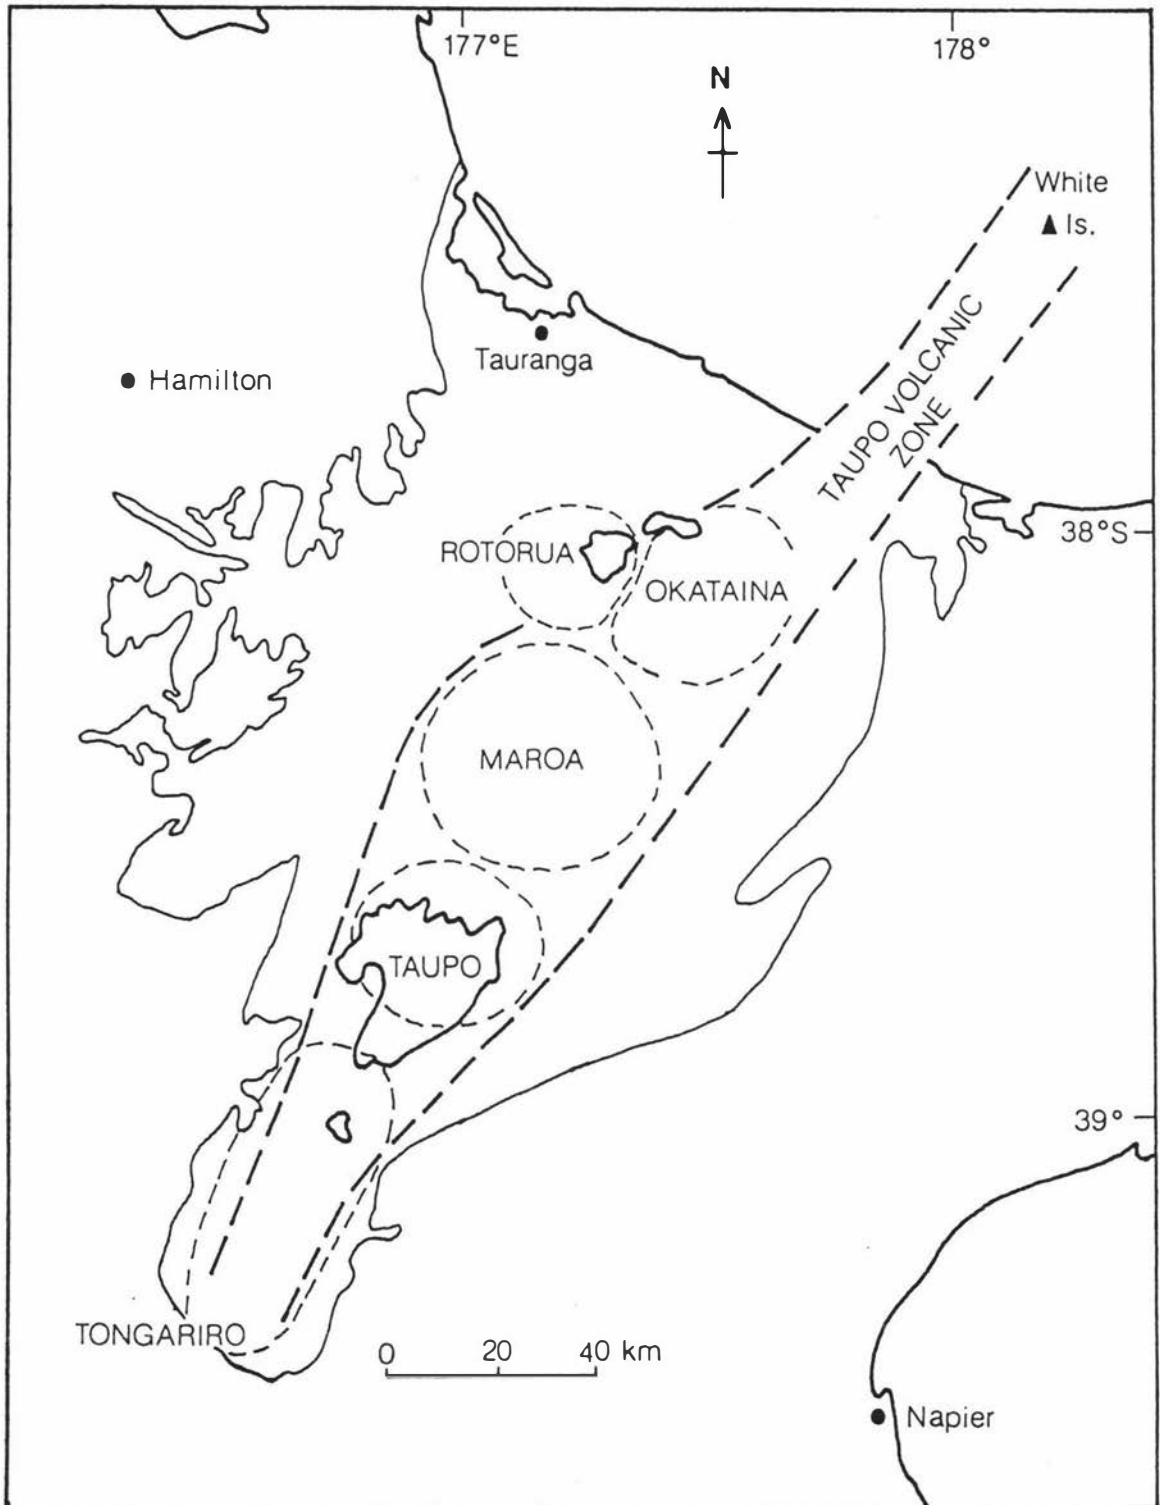 177°E
178°
N
White
Is.
TAUPO VOLCANIC
ZONE
Tauranga
Hamilton
38°S
ROTORUA
OKATAINA
MAROA
TAUPO
39°
TONGARIRO
0 20 40 km
Napier